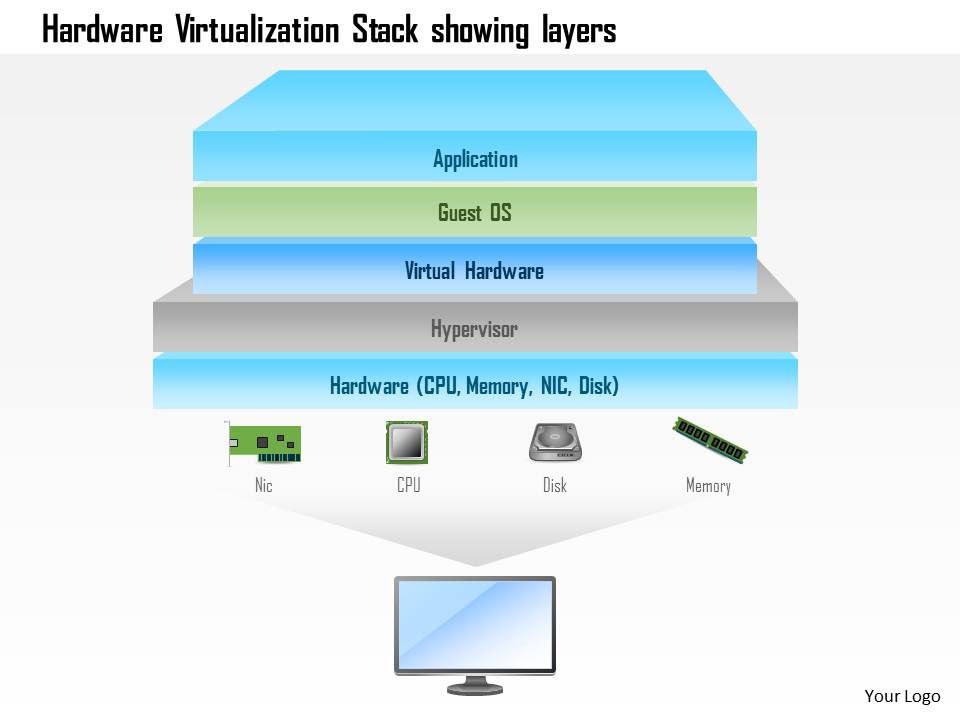 Hardware Virtualization Stack showing layers
Application
Guest OS
Virtual Hardware
Hypervisor
Hardware (CPU, Memory, NIC, Disk)
Nic
CPU
Disk
Memory
Your Logo